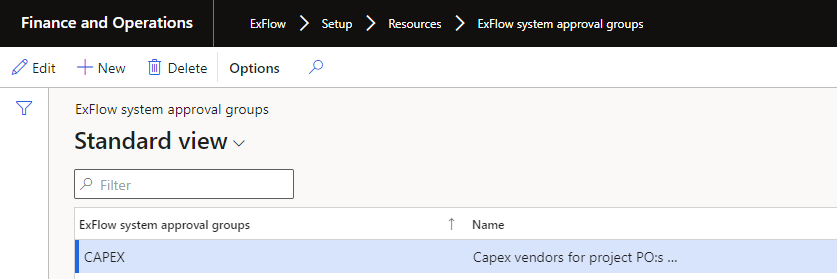 Finance and Operations ExFlow > Setup > Resources > ExFlow system approval groups
Edit New Delete Options
ExFlow system approval groups
Standard view
Filter
ExFlow system approval groups ↑ Name
CAPEX Capex vendors for project PO:s ...